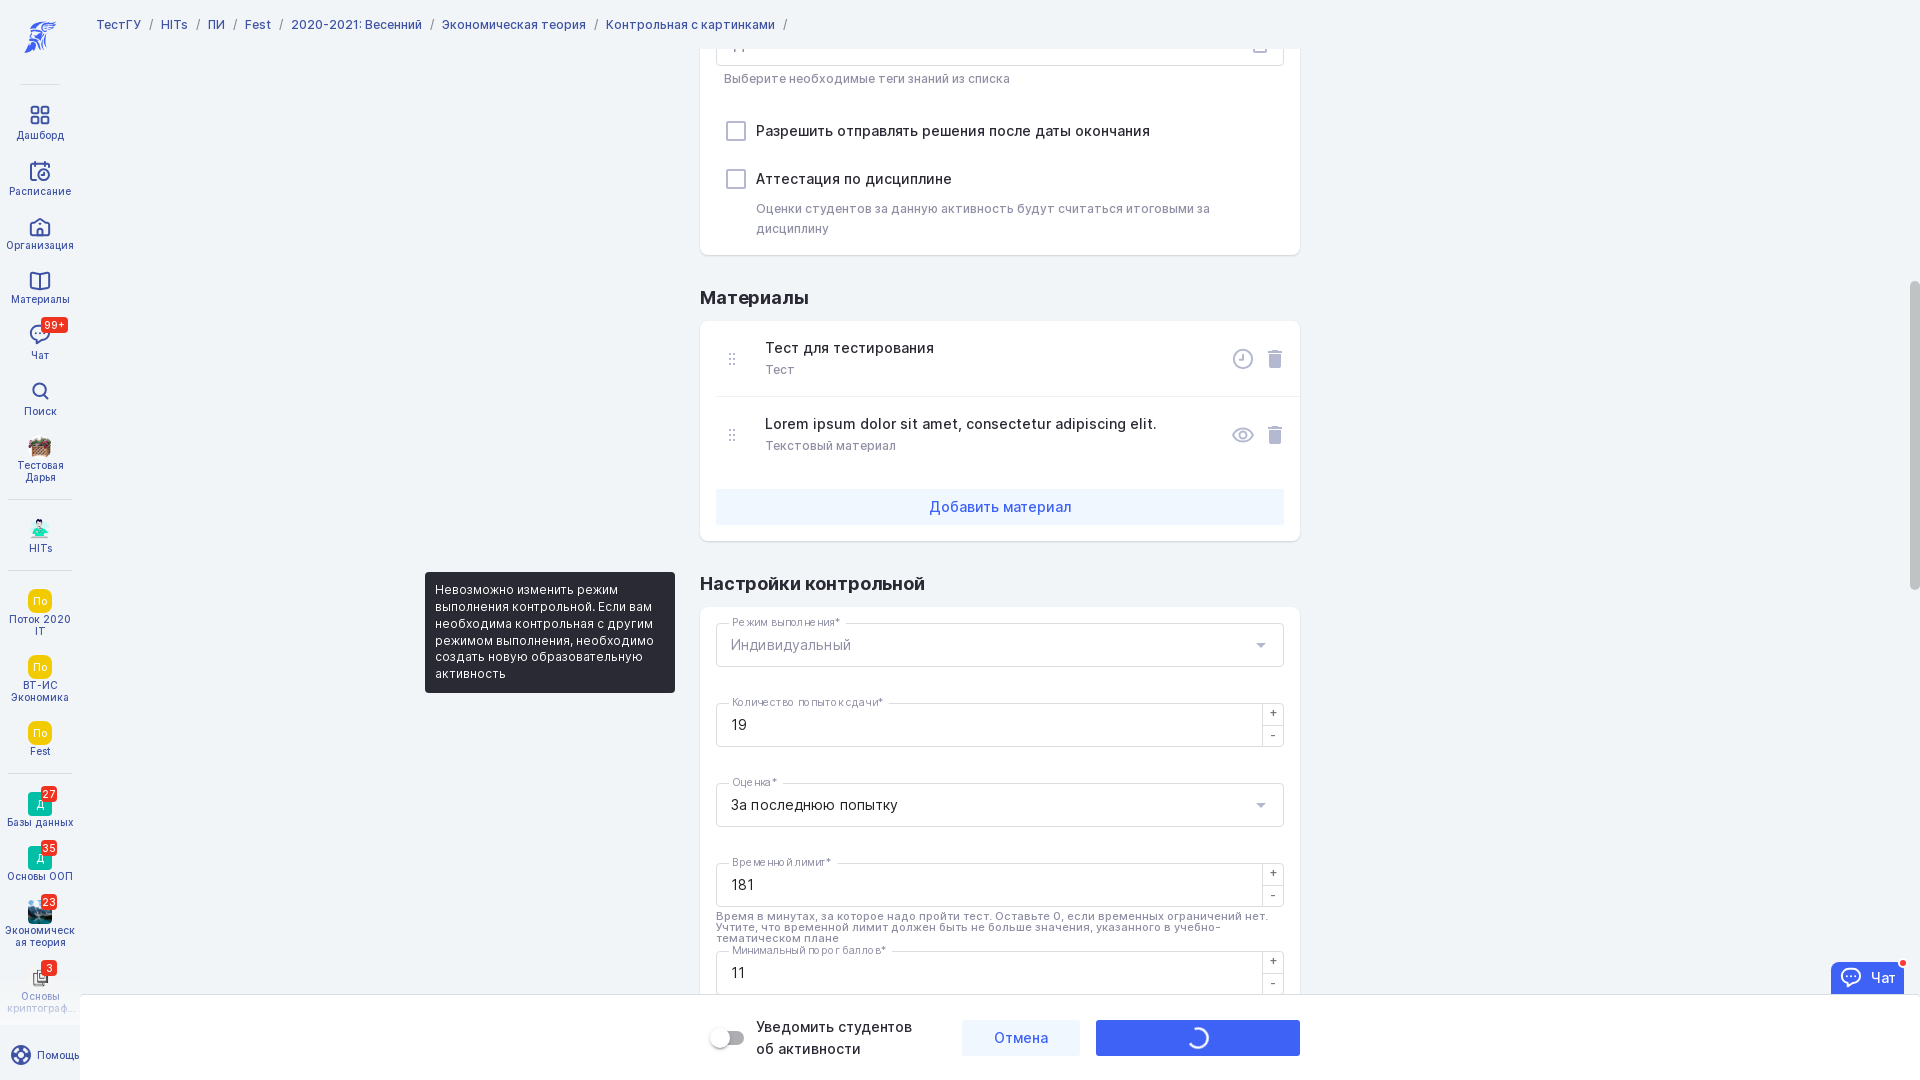 ТестГУ / HITs / ПИ / Fest / 2020-2021: Весенний / Экономическая теория / Контрольная с картинками /
Дашборд
Расписание
Организация
Материалы
99+
Чат
Поиск
Тестовая
Дарья
HITs
По
Поток 2020
IT
По
ВТ-ИС
Экономика
По
Fest
27
Д
Базы данных
35
Д
Основы ООП
23
Экономическ
ая теория
3
Основы
криптограф...
Помощь
Выберите необходимые теги знаний из списка
Разрешить отправлять решения после даты окончания
Аттестация по дисциплине
Оценки студентов за данную активность будут считаться итоговыми за
дисциплину
Материалы
Тест для тестирования
Тест
Lorem ipsum dolor sit amet, consectetur adipiscing elit.
Текстовый материал
Добавить материал
Невозможно изменить режим
выполнения контрольной. Если вам
необходима контрольная с другим
режимом выполнения, необходимо
создать новую образовательную
активность
Настройки контрольной
Режим выполнения*
Индивидуальный
Количество попыток сдачи*
19
+
-
Оценка*
За последнюю попытку
Временной лимит*
181
+
-
Время в минутах, за которое надо пройти тест. Оставьте 0, если временных ограничений нет.
Учтите, что временной лимит должен быть не больше значения, указанного в учебно-
тематическом плане
Минимальный порог баллов*
11
+
-
Чат
Уведомить студентов
об активности
Отмена